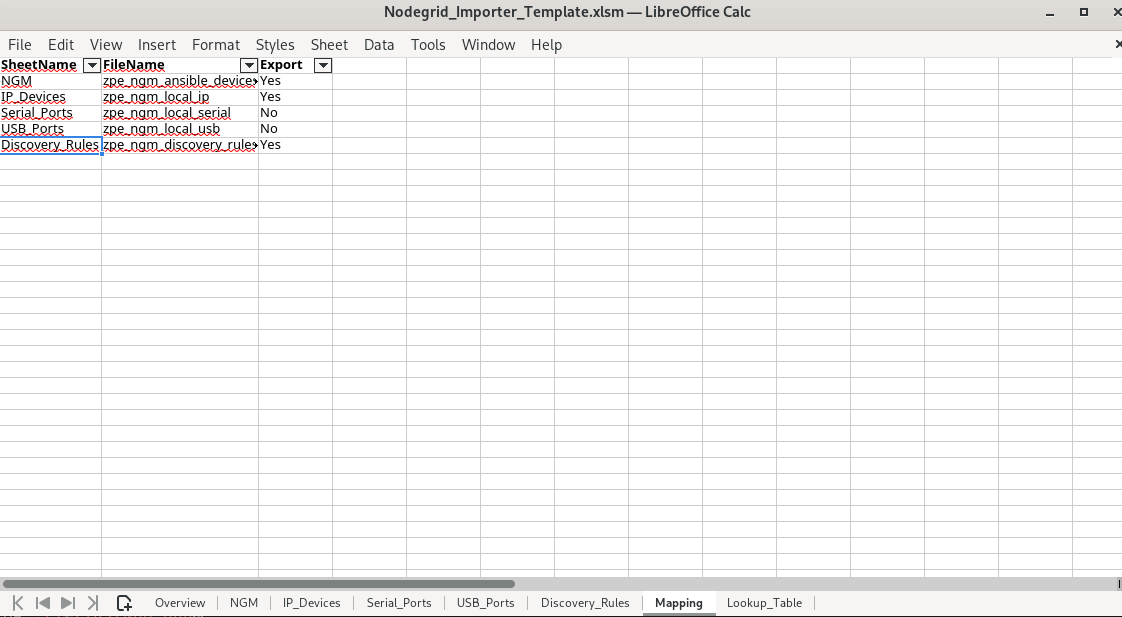 Nodegrid_Importer_Template.xlsm — LibreOffice Calc
File Edit View Insert Format Styles Sheet Data Tools Window Help
SheetName FileName Export
NGM zpe_ngm_ansible_devices Yes
IP_Devices zpe_ngm_local_ip Yes
Serial_Ports zpe_ngm_local_serial No
USB_Ports zpe_ngm_local_usb No
Discovery_Rules zpe_ngm_discovery_rules Yes
Overview NGM IP_Devices Serial_Ports USB_Ports Discovery_Rules Mapping Lookup_Table